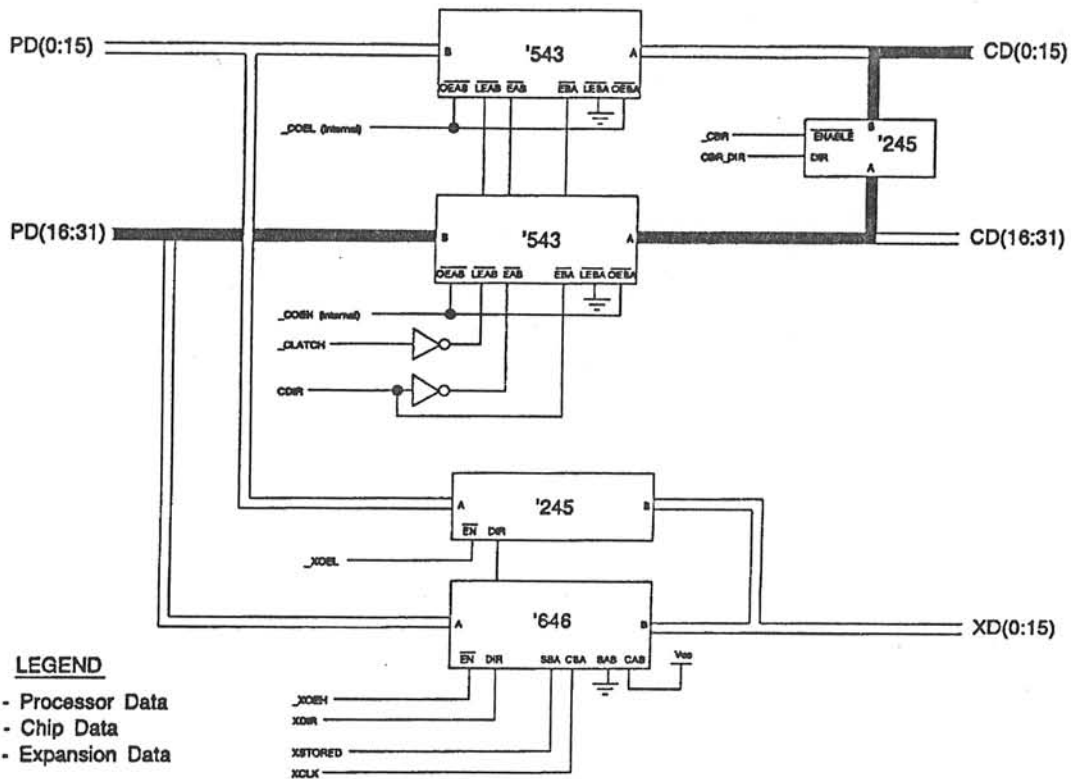 PD(0:15)
B '543 A
CD(0:15)
OEAB LEAB EAB EBA LEBA OEBA
_COEL (Internal)
_CBR
CBR_DIR
B
ENABLE '245
DIR
A
PD(16:31)
B '543 A
CD(16:31)
OEAB LEAB EAB EBA LEBA OEBA
_COEH (Internal)
_CLATCH
CDIR
A '245 B
EN DIR
_XOEL
A '646 B
XD(0:15)
EN DIR SBA CBA SAB CAB
Vcc
_XOEH
XDIR
XSTORED
XCLK
LEGEND
- Processor Data
- Chip Data
- Expansion Data